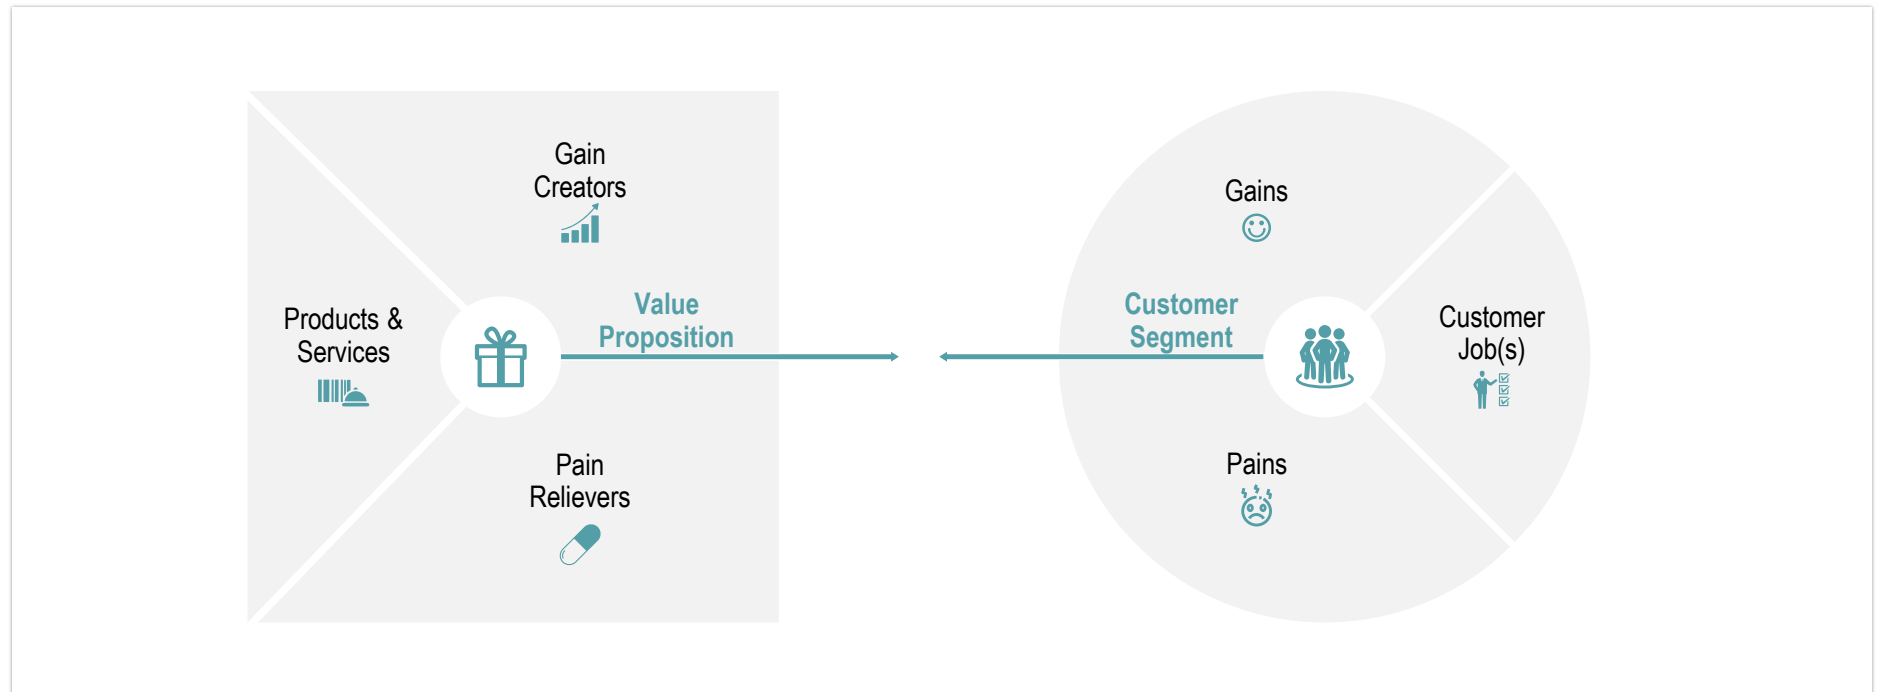 Gain
Creators
Products &
Services
Value
Proposition
Pain
Relievers
Gains
Customer
Segment
Customer
Job(s)
Pains